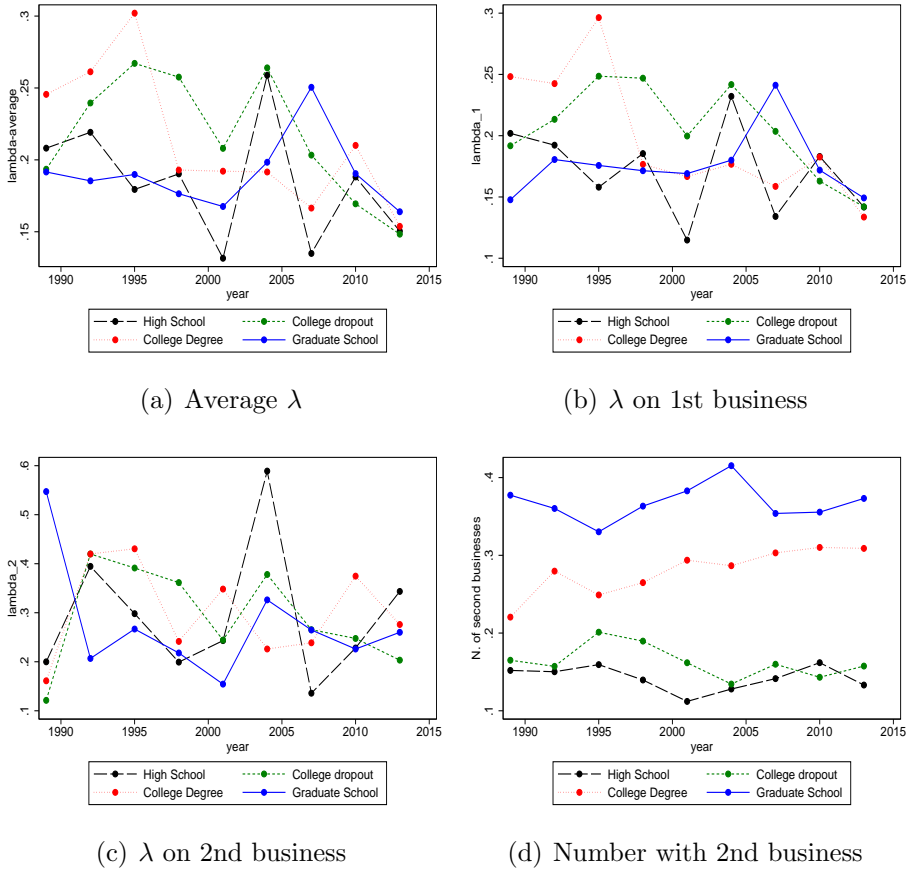 .3
.25
.2
.15
lambda-average
1990 1995 2000 2005 2010 2015
year
High School College dropout
College Degree Graduate School
(a) Average λ
.3
.25
.2
.15
.1
lambda_1
1990 1995 2000 2005 2010 2015
year
High School College dropout
College Degree Graduate School
(b) λ on 1st business
.6
.5
.4
.3
.2
.1
lambda_2
1990 1995 2000 2005 2010 2015
year
High School College dropout
College Degree Graduate School
(c) λ on 2nd business
.4
.3
.2
.1
N. of second businesses
1990 1995 2000 2005 2010 2015
year
High School College dropout
College Degree Graduate School
(d) Number with 2nd business